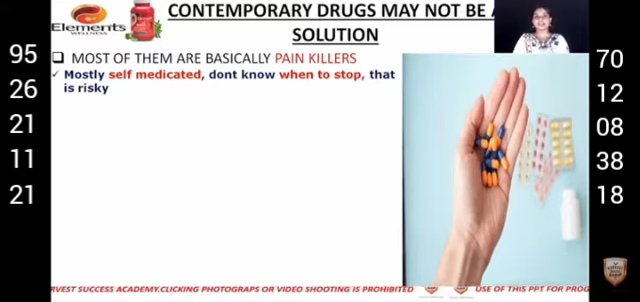 CONTEMPORARY DRUGS MAY NOT BE A
SOLUTION
Elements
WELLNESS
MOST OF THEM ARE BASICALLY PAIN KILLERS
Mostly self medicated, dont know when to stop, that
is risky
95
26
21
11
21
70
12
08
38
18
RVEST SUCCESS ACADEMY.CLICKING PHOTOGRAPS OR VIDEO SHOOTING IS PROHIBITED
USE OF THIS PPT FOR PROG